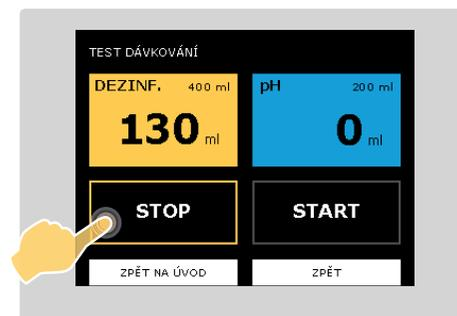 TEST DÁVKOVÁNÍ
DEZINF. 400 ml
130 ml
pH 200 ml
0 ml
STOP
START
ZPĚT NA ÚVOD
ZPĚT